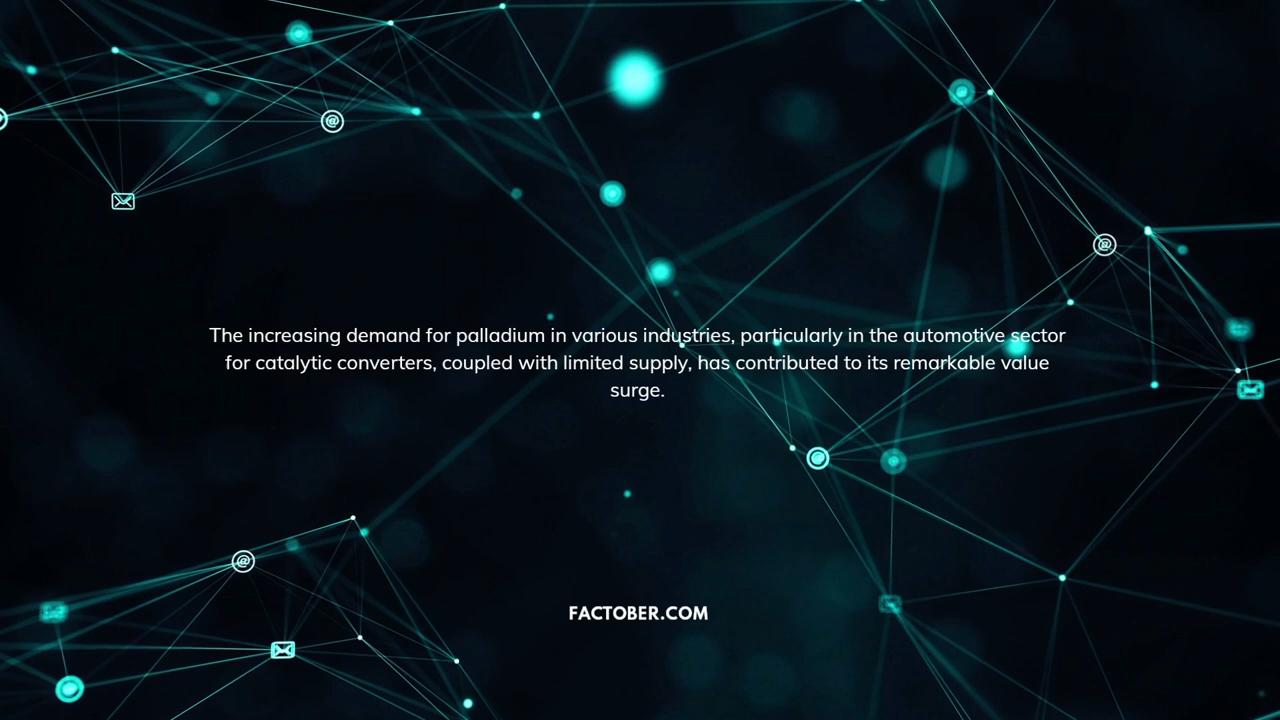 The increasing demand for palladium in various industries, particularly in the automotive sector
for catalytic converters, coupled with limited supply, has contributed to its remarkable value
surge.
FACTOBER.COM